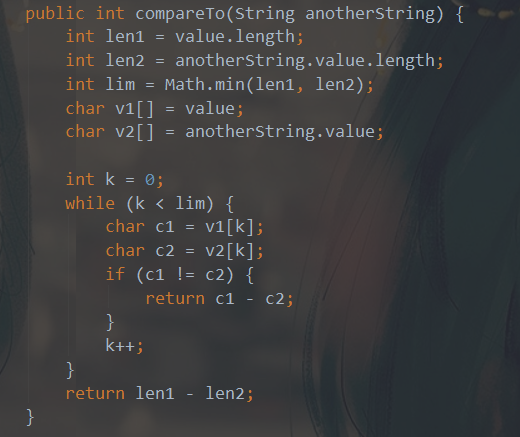 public int compareTo(String anotherString) {
    int len1 = value.length;
    int len2 = anotherString.value.length;
    int lim = Math.min(len1, len2);
    char v1[] = value;
    char v2[] = anotherString.value;

    int k = 0;
    while (k < lim) {
        char c1 = v1[k];
        char c2 = v2[k];
        if (c1 != c2) {
            return c1 - c2;
        }
        k++;
    }
    return len1 - len2;
}